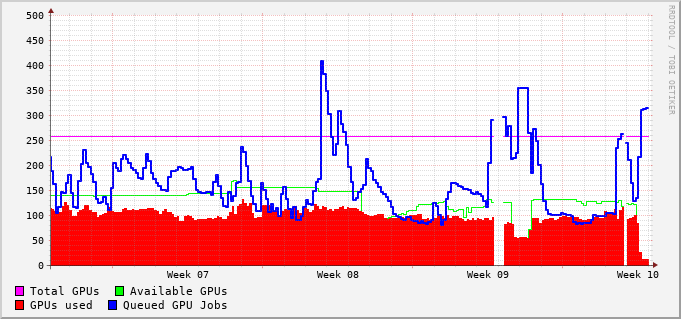 500
450
400
350
300
250
200
150
100
50
0
Week 07 Week 08 Week 09 Week 10
Total GPUs Available GPUs
GPUs used Queued GPU Jobs
RRDTOOL / TOBI OETIKER